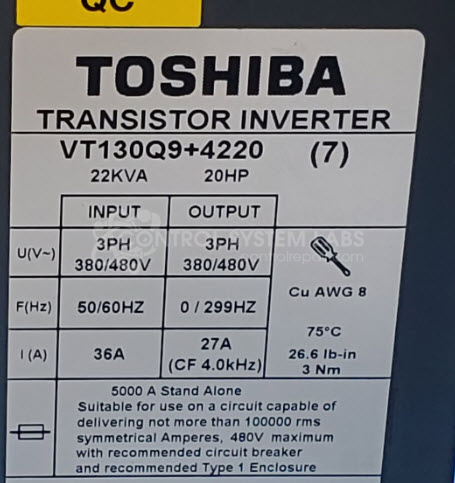 QC
TOSHIBA
TRANSISTOR INVERTER
VT130Q9+4220 (7)
22KVA 20HP
INPUT OUTPUT
U(V~) 3PH 380/480V 3PH 380/480V
F(Hz) 50/60HZ 0 / 299HZ
Cu AWG 8
I (A) 36A 27A (CF 4.0kHz)
75°C
26.6 lb-in
3 Nm
CONTROL SYSTEM LABS
5000 A Stand Alone
Suitable for use on a circuit capable of
delivering not more than 100000 rms
symmetrical Amperes, 480V maximum
with recommended circuit breaker
and recommended Type 1 Enclosure